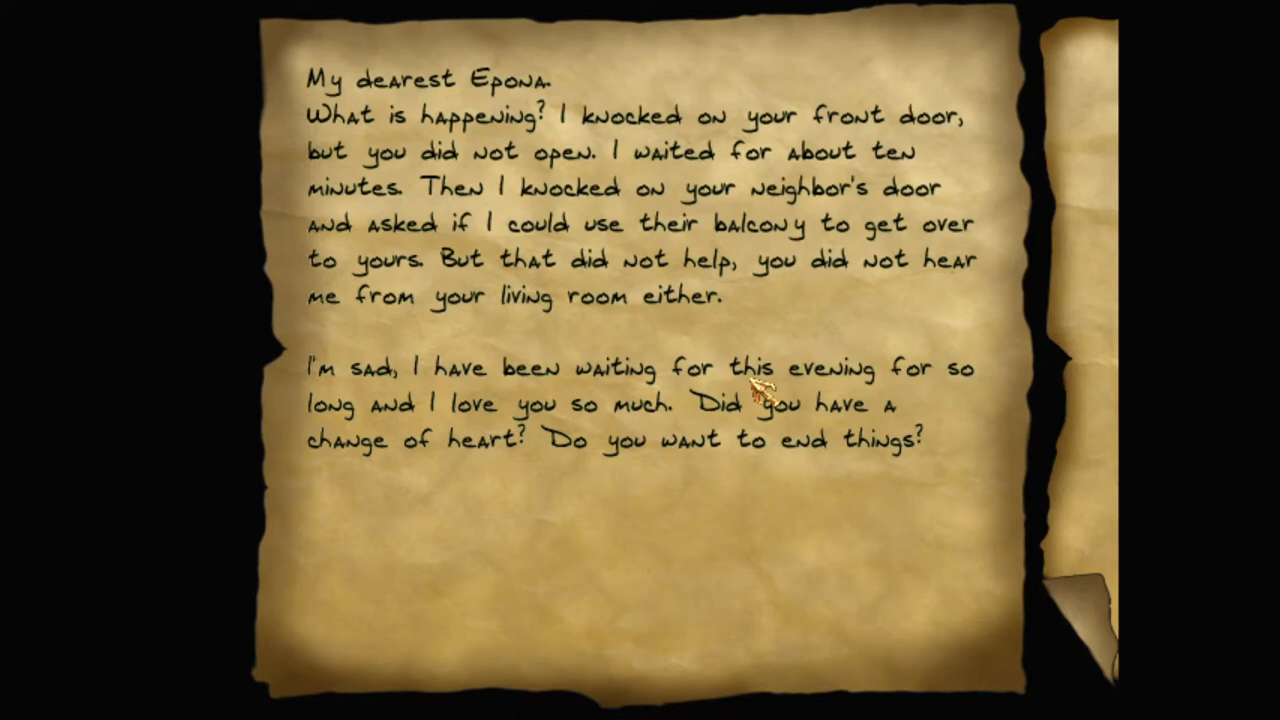 My dearest Epona.
What is happening? I knocked on your front door,
but you did not open. I waited for about ten
minutes. Then I knocked on your neighbor's door
and asked if I could use their balcony to get over
to yours. But that did not help, you did not hear
me from your living room either.
I'm sad, I have been waiting for this evening for so
long and I love you so much. Did you have a
change of heart? Do you want to end things?